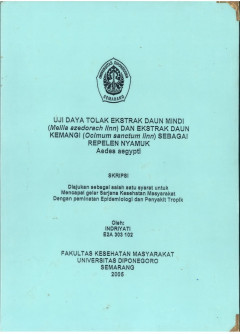 UJI DAYA TOLAK EKSTRAK DAUN MINDI
(Melia azedarach linn) DAN EKSTRAK DAUN
KEMANGI (Ocimum sanctum linn) SEBAGAI
REPELEN NYAMUK
Aedes aegypti
SKRIPSI
Diajukan sebagai salah satu syarat untuk
Mencapai gelar Sarjana Kesehatan Masyarakat
Dengan peminatan Epidemiologi dan Penyakit Tropik
Oleh:
INDRIYATI
E2A 303 102
FAKULTAS KESEHATAN MASYARAKAT
UNIVERSITAS DIPONEGORO
SEMARANG
2005